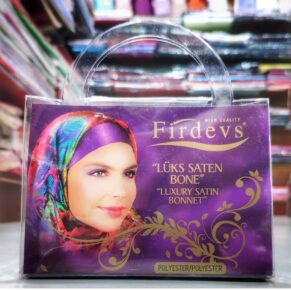 HIGH QUALITY
Firdevs
"LÜKS SATEN
BONE"
"LUXURY SATIN
BONNET"
POLYESTER/POLYESTER